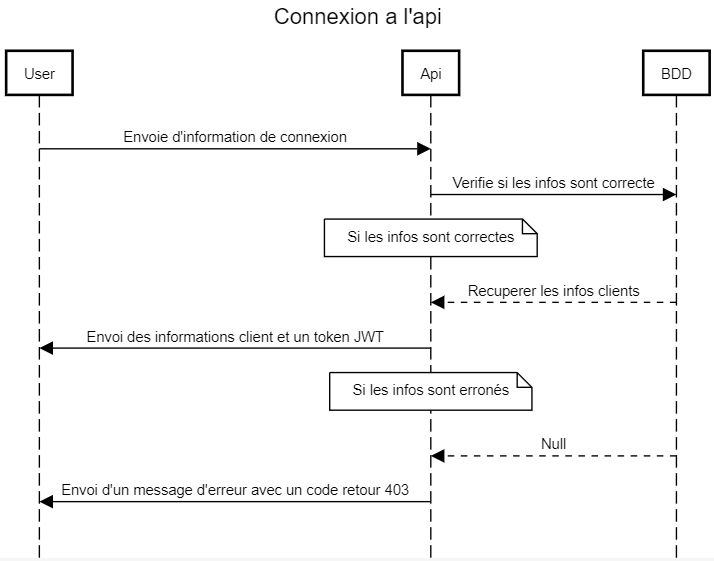 Connexion a l'api
User
Api
BDD
Envoie d'information de connexion
Verifie si les infos sont correcte
Si les infos sont correctes
Recuperer les infos clients
Envoi des informations client et un token JWT
Si les infos sont erronés
Null
Envoi d'un message d'erreur avec un code retour 403